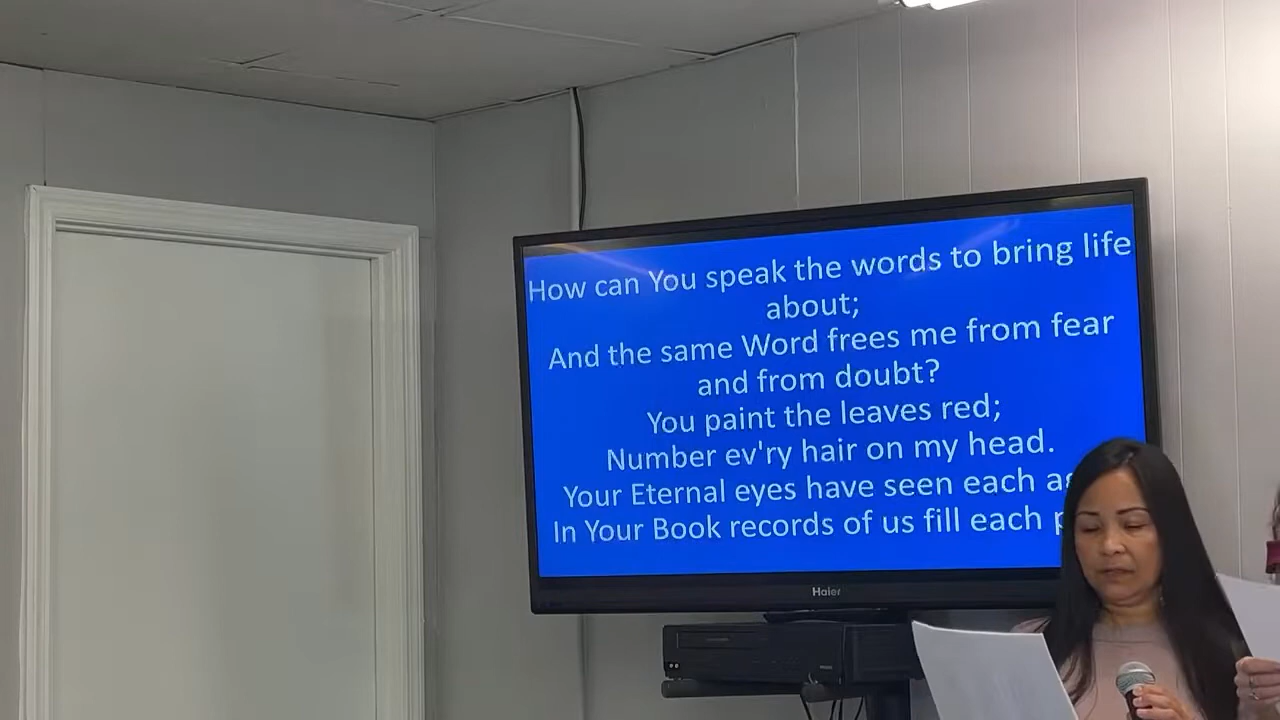 How can You speak the words to bring life
about;
And the same Word frees me from fear
and from doubt?
You paint the leaves red;
Number ev'ry hair on my head.
Your Eternal eyes have seen each
In Your Book records of us fill each
Haier